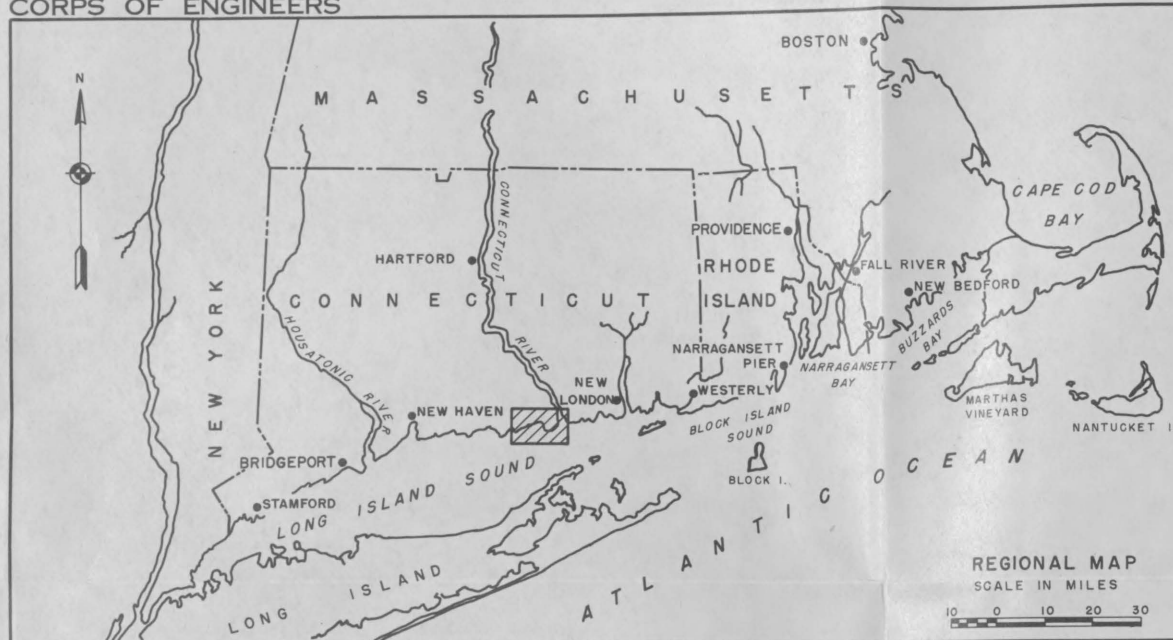 CORPS OF ENGINEERS
BOSTON
N
MASSACHUSETTS
CAPE COD
BAY
CONNECTICUT
RIVER
PROVIDENCE
HARTFORD
RHODE
ISLAND
FALL RIVER
NEW BEDFORD
CONNECTICUT
NEW YORK
HOUSATONIC RIVER
BUZZARDS
BAY
NARRAGANSETT
PIER
NARRAGANSETT
BAY
NEW
LONDON
WESTERLY
MARTHAS
VINEYARD
NANTUCKET I
NEW HAVEN
BLOCK ISLAND
SOUND
BLOCK I.
BRIDGEPORT
STAMFORD
LONG ISLAND SOUND
LONG ISLAND
ATLANTIC OCEAN
REGIONAL MAP
SCALE IN MILES
10 0 10 20 30